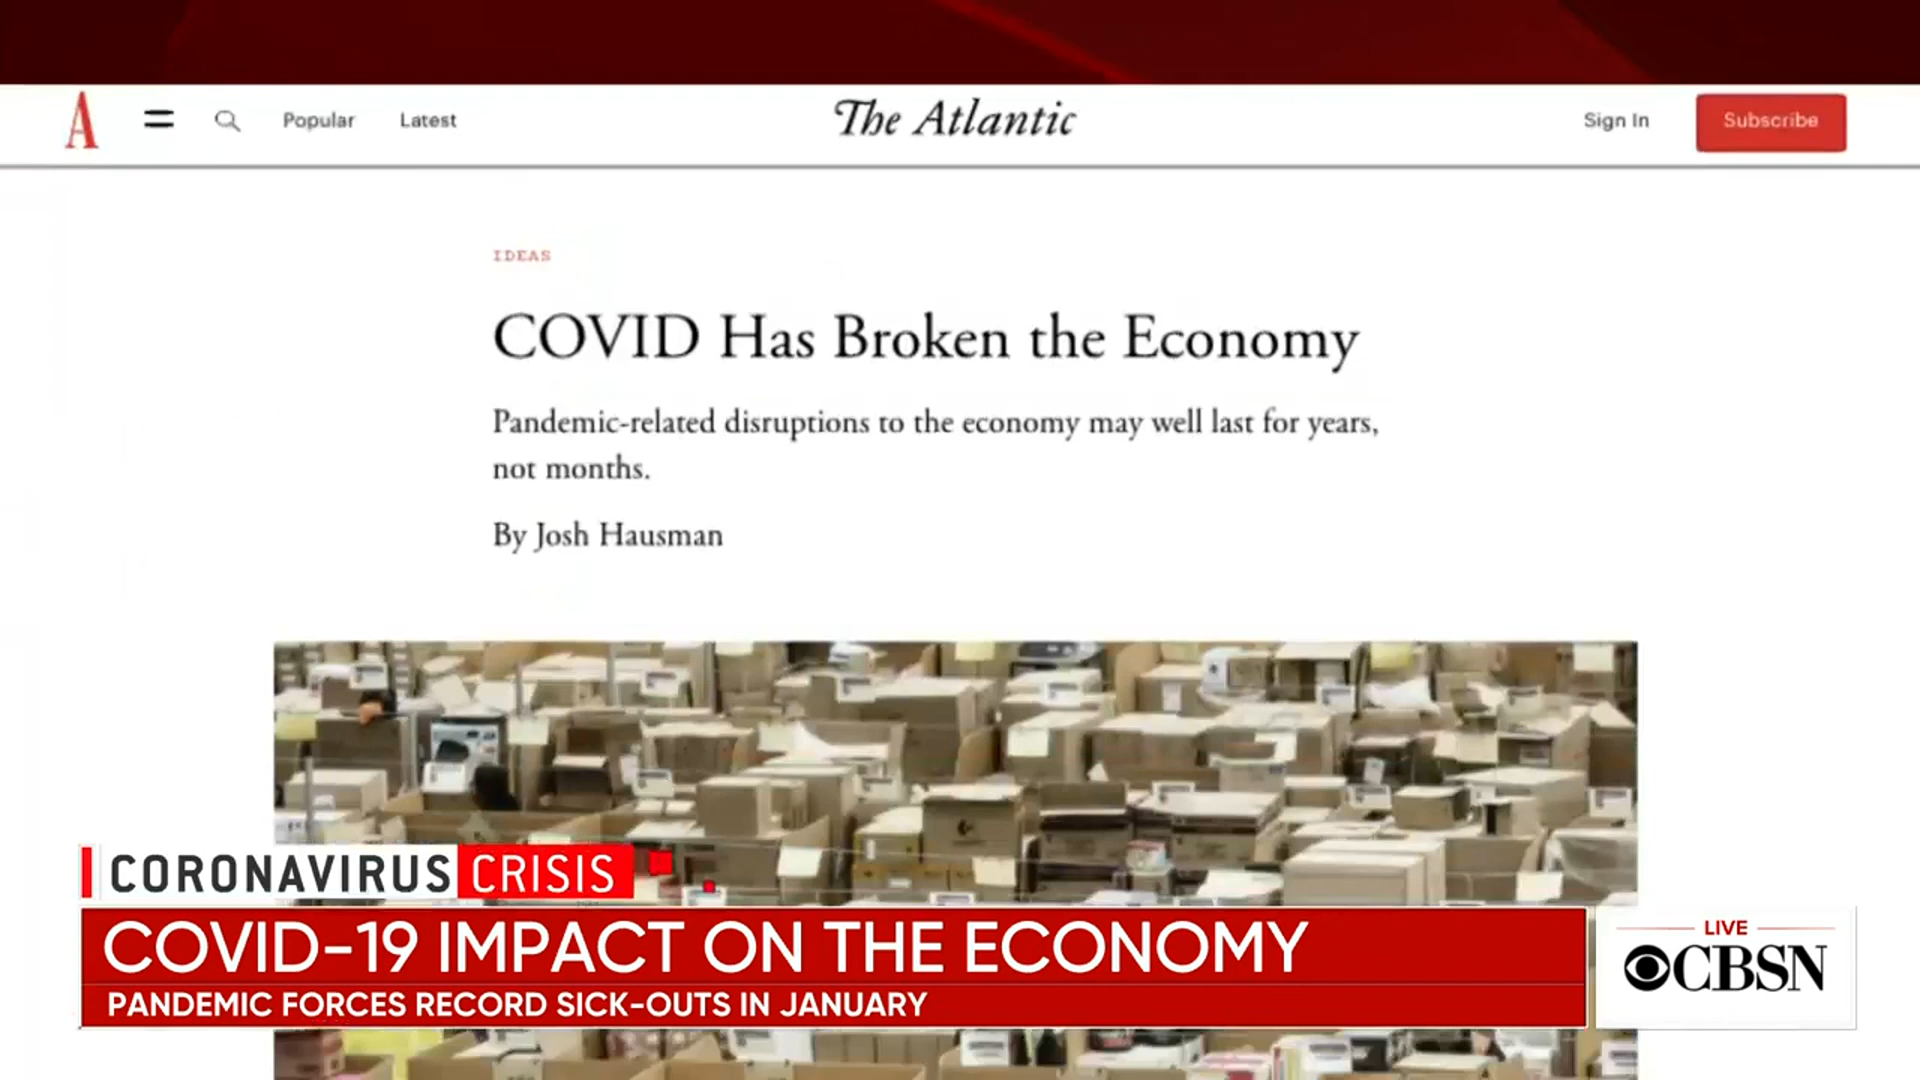 A
Popular
Latest
The Atlantic
Sign In
Subscribe
IDEAS
COVID Has Broken the Economy
Pandemic-related disruptions to the economy may well last for years,
not months.
By Josh Hausman
CORONAVIRUS CRISIS
COVID-19 IMPACT ON THE ECONOMY
PANDEMIC FORCES RECORD SICK-OUTS IN JANUARY
LIVE
CBSN